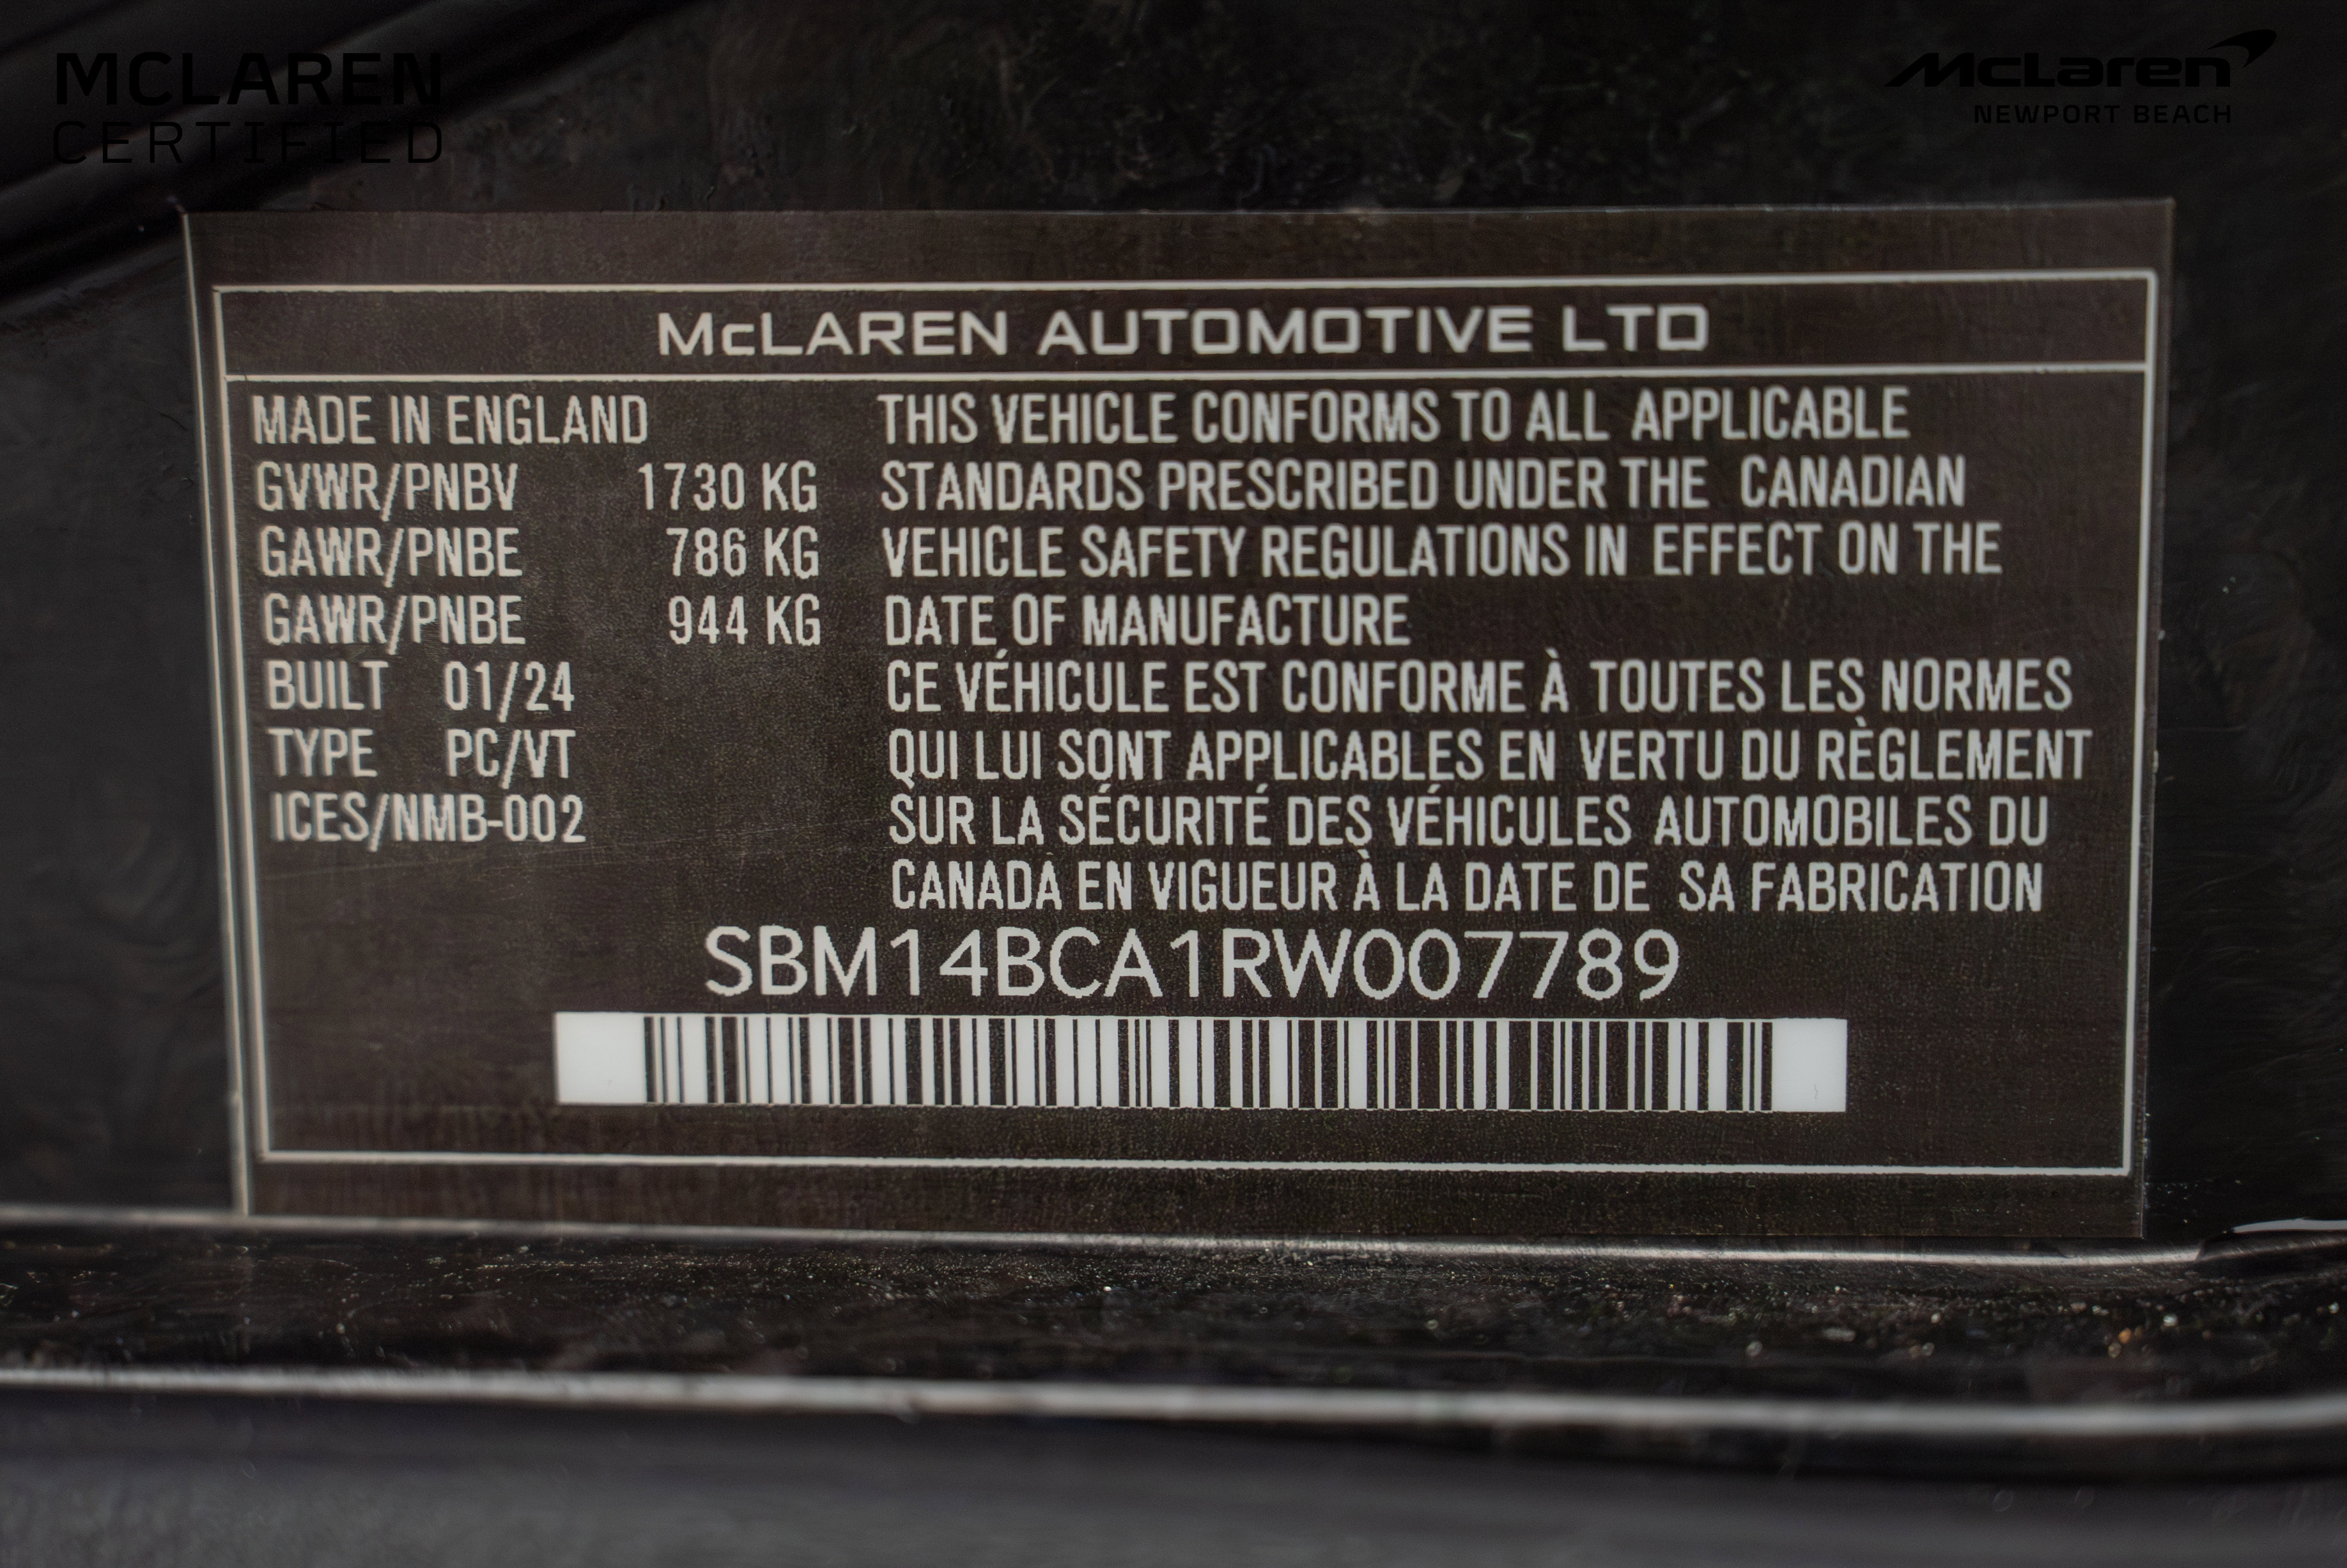 MCLAREN
CERTIFIED
McLaren
NEWPORT BEACH
McLAREN AUTOMOTIVE LTD
MADE IN ENGLAND
GVWR/PNBV 1730 KG
GAWR/PNBE 786 KG
GAWR/PNBE 944 KG
BUILT 01/24
TYPE PC/VT
ICES/NMB-002
THIS VEHICLE CONFORMS TO ALL APPLICABLE
STANDARDS PRESCRIBED UNDER THE CANADIAN
VEHICLE SAFETY REGULATIONS IN EFFECT ON THE
DATE OF MANUFACTURE
CE VÉHICULE EST CONFORME À TOUTES LES NORMES
QUI LUI SONT APPLICABLES EN VERTU DU RÈGLEMENT
SUR LA SÉCURITÉ DES VÉHICULES AUTOMOBILES DU
CANADA EN VIGUEUR À LA DATE DE SA FABRICATION
SBM14BCA1RW007789